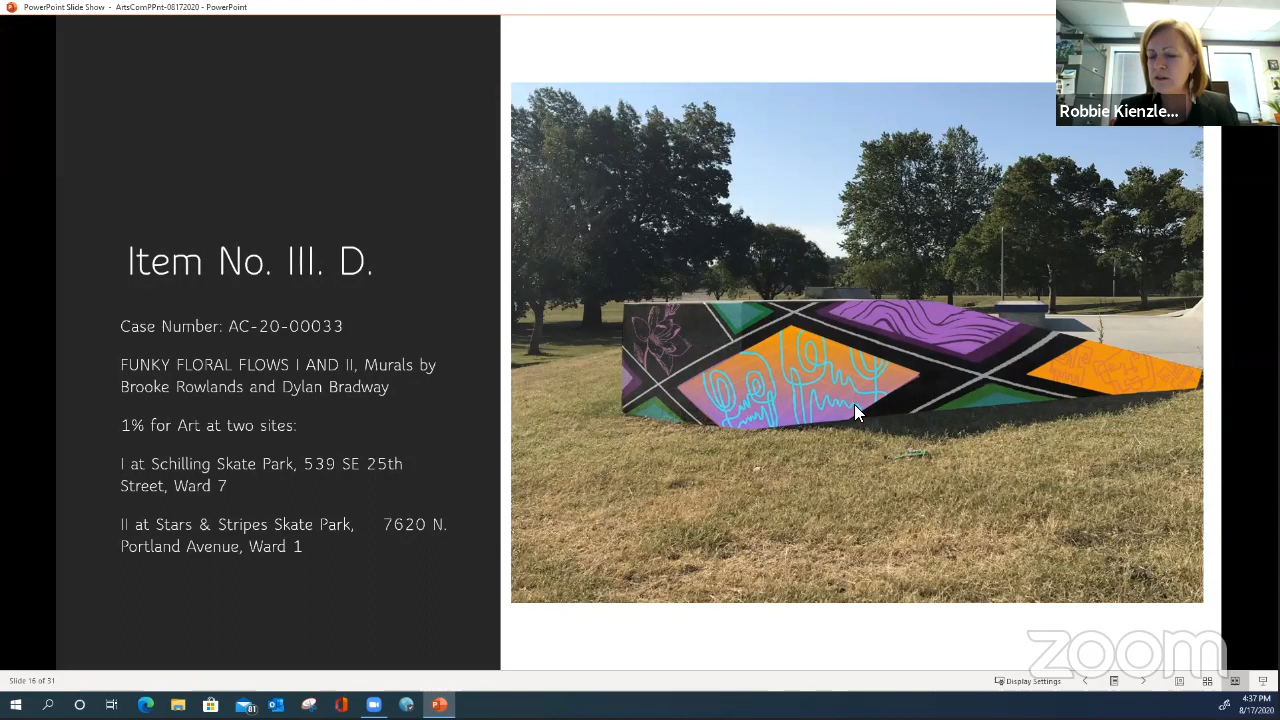 PowerPoint Slide Show - ArtsComPPnt-08172020 - PowerPoint
Robbie Kienzle...
Item No. III. D.
Case Number: AC-20-00033
FUNKY FLORAL FLOWS I AND II, Murals by
Brooke Rowlands and Dylan Bradway
1% for Art at two sites:
I at Schilling Skate Park, 539 SE 25th
Street, Ward 7
II at Stars & Stripes Skate Park, 7620 N.
Portland Avenue, Ward 1
zoom
Slide 16 of 31
Display Settings
81
4:37 PM
8/17/2020